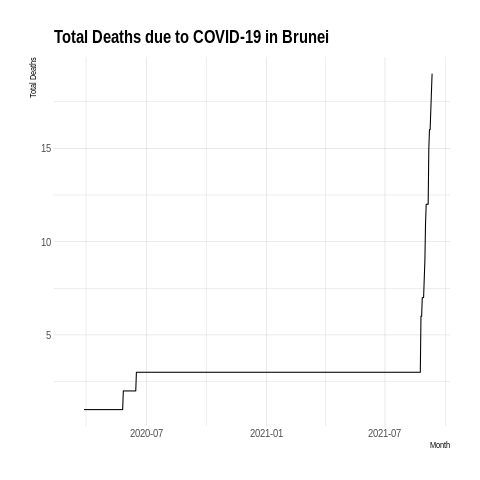 Total Deaths due to COVID-19 in Brunei
Total Deaths
15
10
5
2020-07
2021-01
2021-07
Month